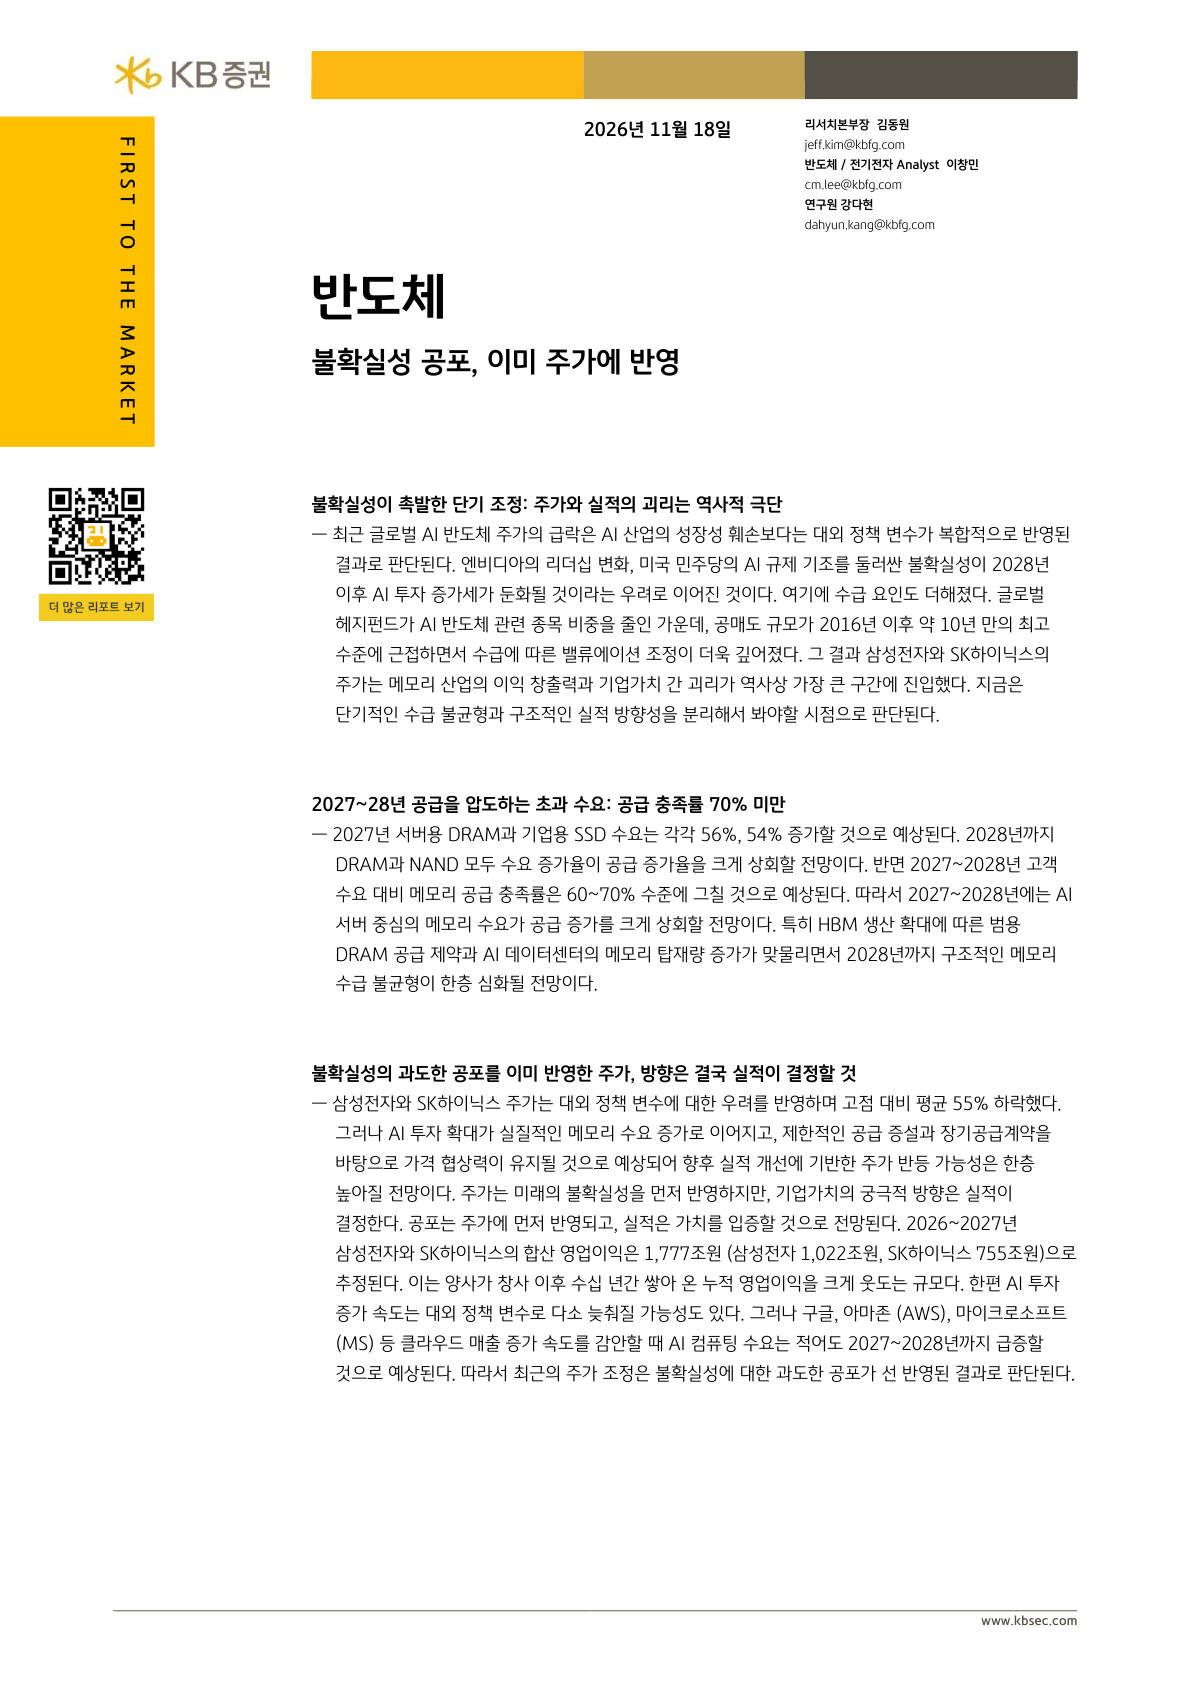 KB증권
2026년 11월 18일
리서치본부장 김동원
jeff.kim@kbfg.com
반도체 / 전기전자 Analyst 이창민
cm.lee@kbfg.com
연구원 강다현
dahyun.kang@kbfg.com
FIRST TO THE MARKET
더 많은 리포트 보기
반도체
불확실성 공포, 이미 주가에 반영
불확실성이 촉발한 단기 조정: 주가와 실적의 괴리는 역사적 극단
— 최근 글로벌 AI 반도체 주가의 급락은 AI 산업의 성장성 훼손보다는 대외 정책 변수가 복합적으로 반영된
결과로 판단된다. 엔비디아의 리더십 변화, 미국 민주당의 AI 규제 기조를 둘러싼 불확실성이 2028년
이후 AI 투자 증가세가 둔화될 것이라는 우려로 이어진 것이다. 여기에 수급 요인도 더해졌다. 글로벌
헤지펀드가 AI 반도체 관련 종목 비중을 줄인 가운데, 공매도 규모가 2016년 이후 약 10년 만의 최고
수준에 근접하면서 수급에 따른 밸류에이션 조정이 더욱 깊어졌다. 그 결과 삼성전자와 SK하이닉스의
주가는 메모리 산업의 이익 창출력과 기업가치 간 괴리가 역사상 가장 큰 구간에 진입했다. 지금은
단기적인 수급 불균형과 구조적인 실적 방향성을 분리해서 봐야할 시점으로 판단된다.
2027~28년 공급을 압도하는 초과 수요: 공급 충족률 70% 미만
— 2027년 서버용 DRAM과 기업용 SSD 수요는 각각 56%, 54% 증가할 것으로 예상된다. 2028년까지
DRAM과 NAND 모두 수요 증가율이 공급 증가율을 크게 상회할 전망이다. 반면 2027~2028년 고객
수요 대비 메모리 공급 충족률은 60~70% 수준에 그칠 것으로 예상된다. 따라서 2027~2028년에는 AI
서버 중심의 메모리 수요가 공급 증가를 크게 상회할 전망이다. 특히 HBM 생산 확대에 따른 범용
DRAM 공급 제약과 AI 데이터센터의 메모리 탑재량 증가가 맞물리면서 2028년까지 구조적인 메모리
수급 불균형이 한층 심화될 전망이다.
불확실성의 과도한 공포를 이미 반영한 주가, 방향은 결국 실적이 결정할 것
— 삼성전자와 SK하이닉스 주가는 대외 정책 변수에 대한 우려를 반영하며 고점 대비 평균 55% 하락했다.
그러나 AI 투자 확대가 실질적인 메모리 수요 증가로 이어지고, 제한적인 공급 증설과 장기공급계약을
바탕으로 가격 협상력이 유지될 것으로 예상되어 향후 실적 개선에 기반한 주가 반등 가능성은 한층
높아질 전망이다. 주가는 미래의 불확실성을 먼저 반영하지만, 기업가치의 궁극적 방향은 실적이
결정한다. 공포는 주가에 먼저 반영되고, 실적은 가치를 입증할 것으로 전망된다. 2026~2027년
삼성전자와 SK하이닉스의 합산 영업이익은 1,777조원 (삼성전자 1,022조원, SK하이닉스 755조원)으로
추정된다. 이는 양사가 창사 이후 수십 년간 쌓아 온 누적 영업이익을 크게 웃도는 규모다. 한편 AI 투자
증가 속도는 대외 정책 변수로 다소 늦춰질 가능성도 있다. 그러나 구글, 아마존 (AWS), 마이크로소프트
(MS) 등 클라우드 매출 증가 속도를 감안할 때 AI 컴퓨팅 수요는 적어도 2027~2028년까지 급증할
것으로 예상된다. 따라서 최근의 주가 조정은 불확실성에 대한 과도한 공포가 선 반영된 결과로 판단된다.
www.kbsec.com